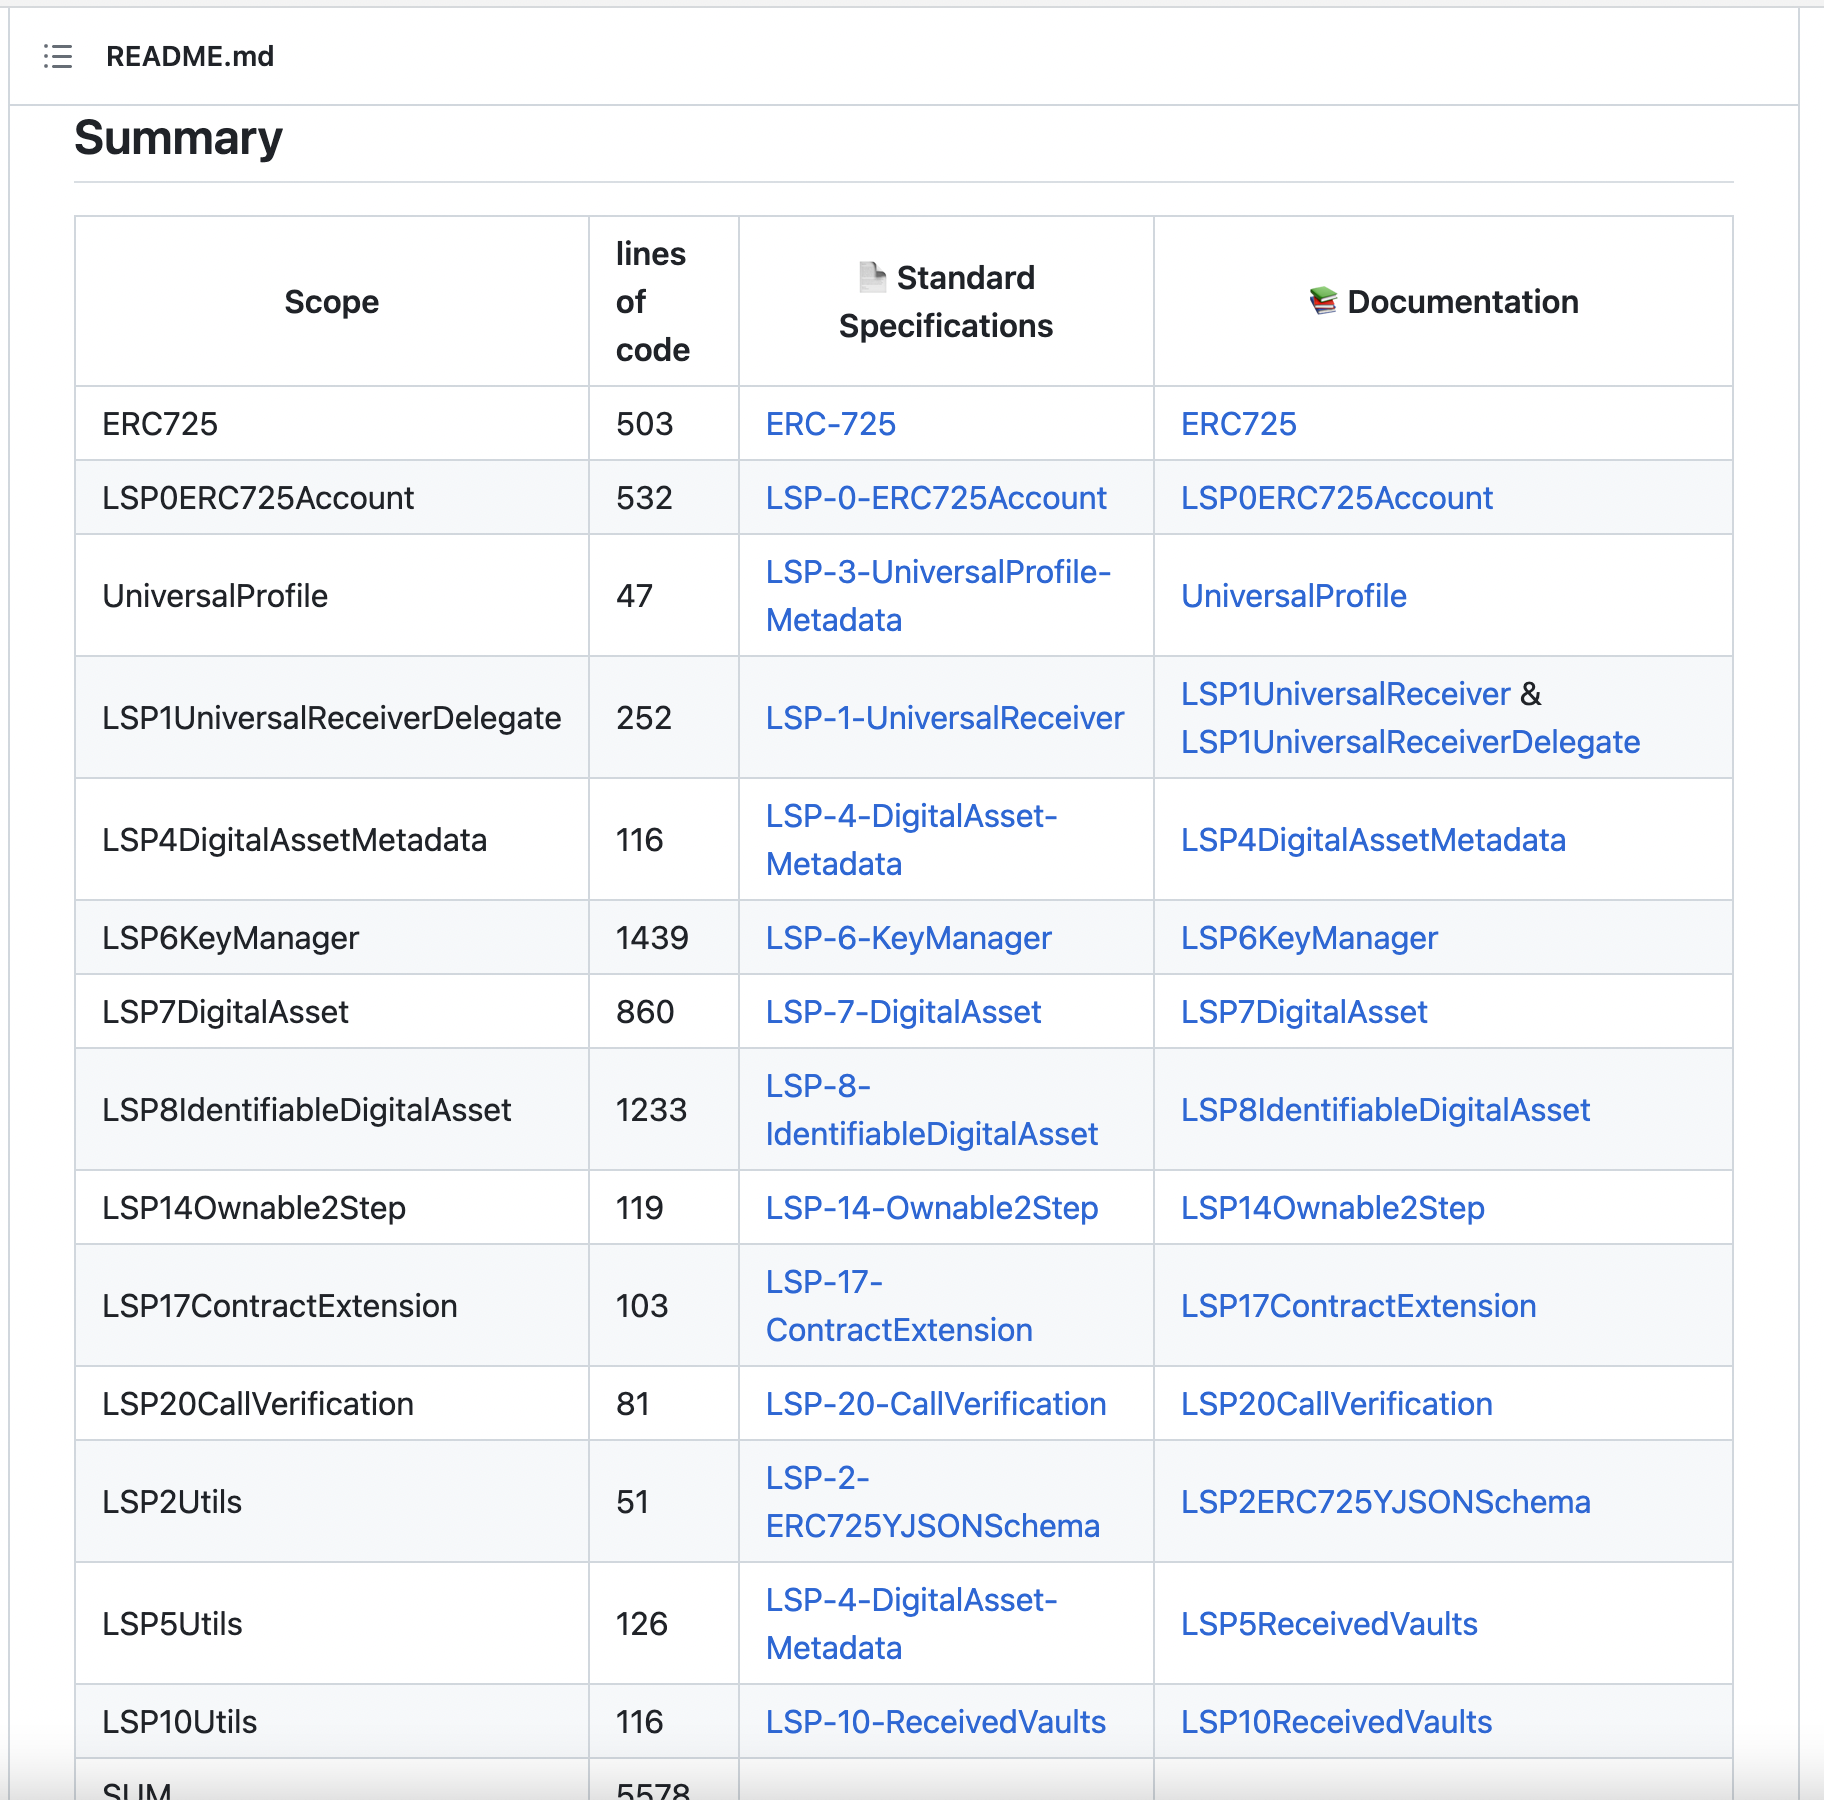 README.md
Summary
Scope
lines
of
code
Standard
Specifications
Documentation
ERC725
503
ERC-725
ERC725
LSP0ERC725Account
532
LSP-0-ERC725Account
LSP0ERC725Account
UniversalProfile
47
LSP-3-UniversalProfile-
Metadata
UniversalProfile
LSP1UniversalReceiverDelegate
252
LSP-1-UniversalReceiver
LSP1UniversalReceiver &
LSP1UniversalReceiverDelegate
LSP4DigitalAssetMetadata
116
LSP-4-DigitalAsset-
Metadata
LSP4DigitalAssetMetadata
LSP6KeyManager
1439
LSP-6-KeyManager
LSP6KeyManager
LSP7DigitalAsset
860
LSP-7-DigitalAsset
LSP7DigitalAsset
LSP8IdentifiableDigitalAsset
1233
LSP-8-
IdentifiableDigitalAsset
LSP8IdentifiableDigitalAsset
LSP14Ownable2Step
119
LSP-14-Ownable2Step
LSP14Ownable2Step
LSP17ContractExtension
103
LSP-17-
ContractExtension
LSP17ContractExtension
LSP20CallVerification
81
LSP-20-CallVerification
LSP20CallVerification
LSP2Utils
51
LSP-2-
ERC725YJSONSchema
LSP2ERC725YJSONSchema
LSP5Utils
126
LSP-4-DigitalAsset-
Metadata
LSP5ReceivedVaults
LSP10Utils
116
LSP-10-ReceivedVaults
LSP10ReceivedVaults
SUM
5578